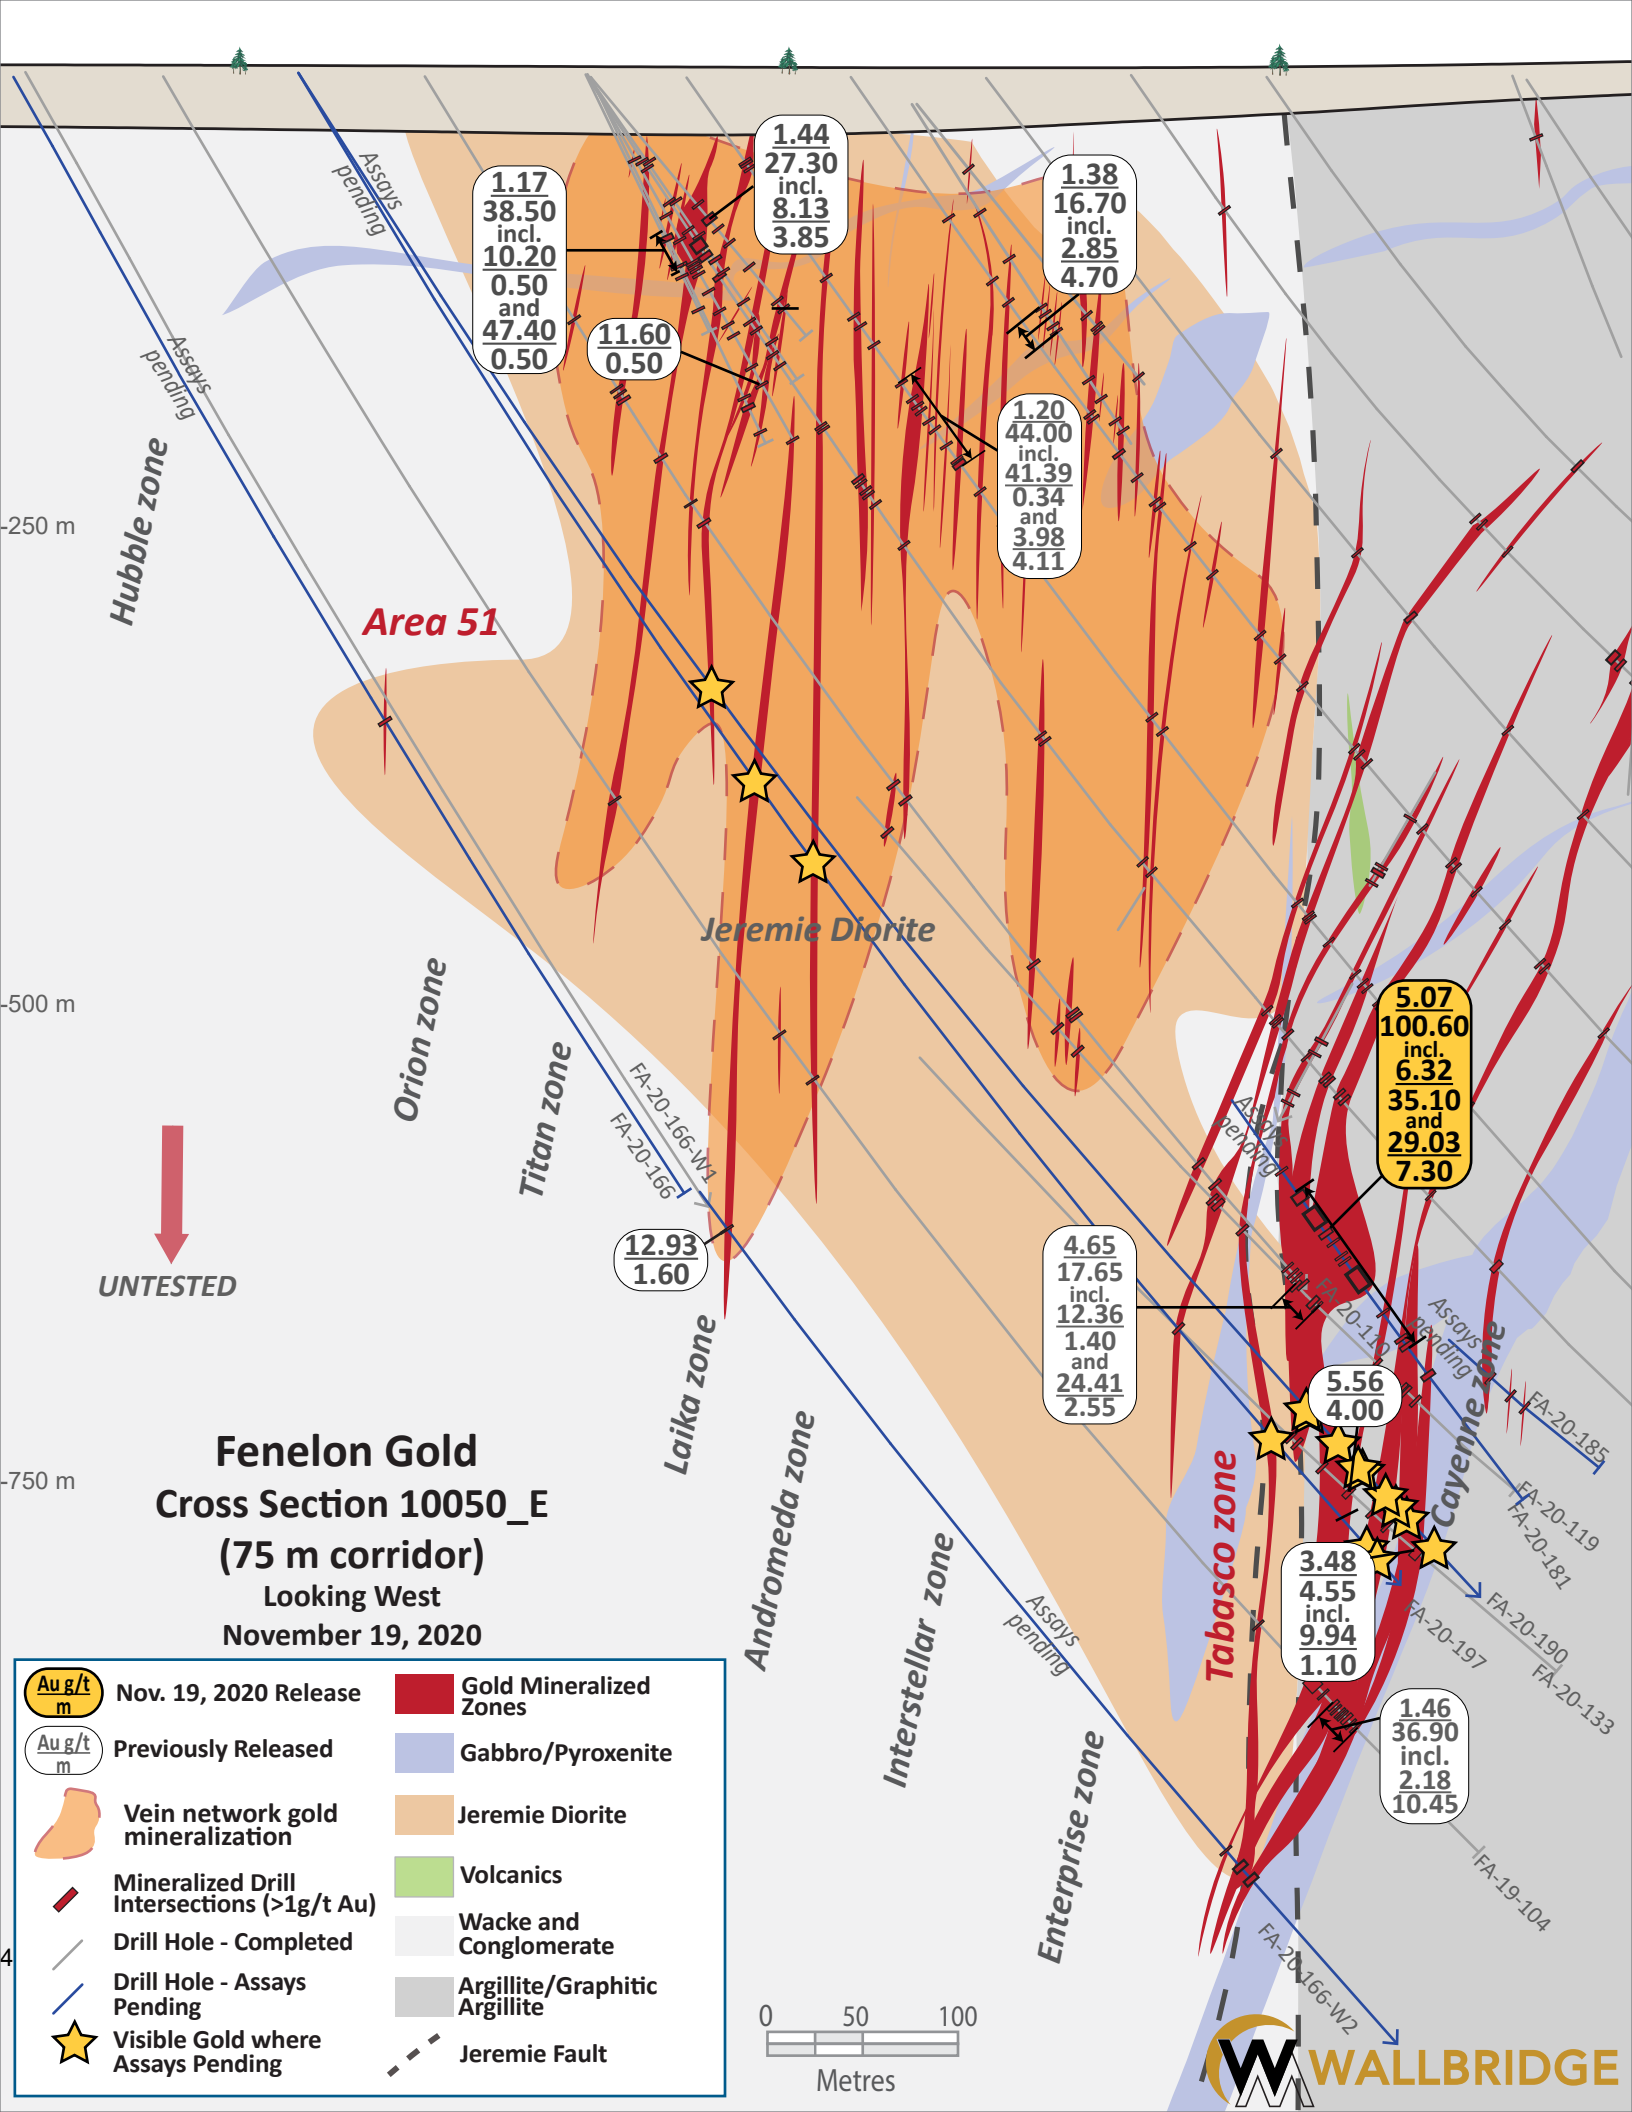 Assays
pending
1.17
38.50
incl.
10.20
0.50
and
47.40
0.50
1.44
27.30
incl.
8.13
3.85
1.38
16.70
incl.
2.85
4.70
11.60
0.50
Assays
pending
1.20
44.00
incl.
41.39
0.34
and
3.98
4.11
-250 m
Hubble zone
Area 51
Jeremie Diorite
-500 m
Orion zone
Titan zone
FA-20-166-W1
FA-20-166
5.07
100.60
incl.
6.32
35.10
and
29.03
7.30
Assays
pending
UNTESTED
12.93
1.60
4.65
17.65
incl.
12.36
1.40
and
24.41
2.55
FA-20-110
Assays
pending
Laika zone
Andromeda zone
Interstellar zone
Enterprise zone
Tabasco zone
Cayenne zone
5.56
4.00
FA-20-185
FA-20-119
FA-20-181
FA-20-190
FA-20-197
FA-20-133
3.48
4.55
incl.
9.94
1.10
Assays
pending
1.46
36.90
incl.
2.18
10.45
FA-19-104
FA-20-166-W2
-750 m
Fenelon Gold
Cross Section 10050_E
(75 m corridor)
Looking West
November 19, 2020
Au g/t
m
Nov. 19, 2020 Release
Au g/t
m
Previously Released
Vein network gold
mineralization
Mineralized Drill
Intersections (>1g/t Au)
Drill Hole - Completed
Drill Hole - Assays
Pending
Visible Gold where
Assays Pending
Gold Mineralized
Zones
Gabbro/Pyroxenite
Jeremie Diorite
Volcanics
Wacke and
Conglomerate
Argillite/Graphitic
Argillite
Jeremie Fault
4
0 50 100
Metres
WALLBRIDGE